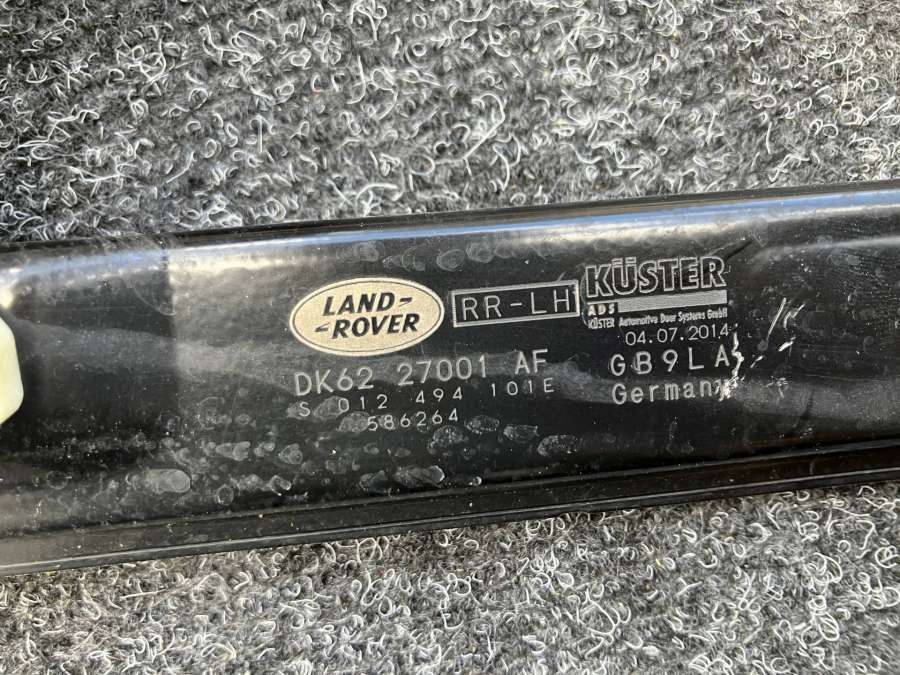 LAND-
-ROVER
RR-LH
KÜSTER
ADS
KÜSTER Automotive Door Systems GmbH
04.07.2014
DK62 27001 AF
GB9LA
S 012 494 101E
Germany
586264